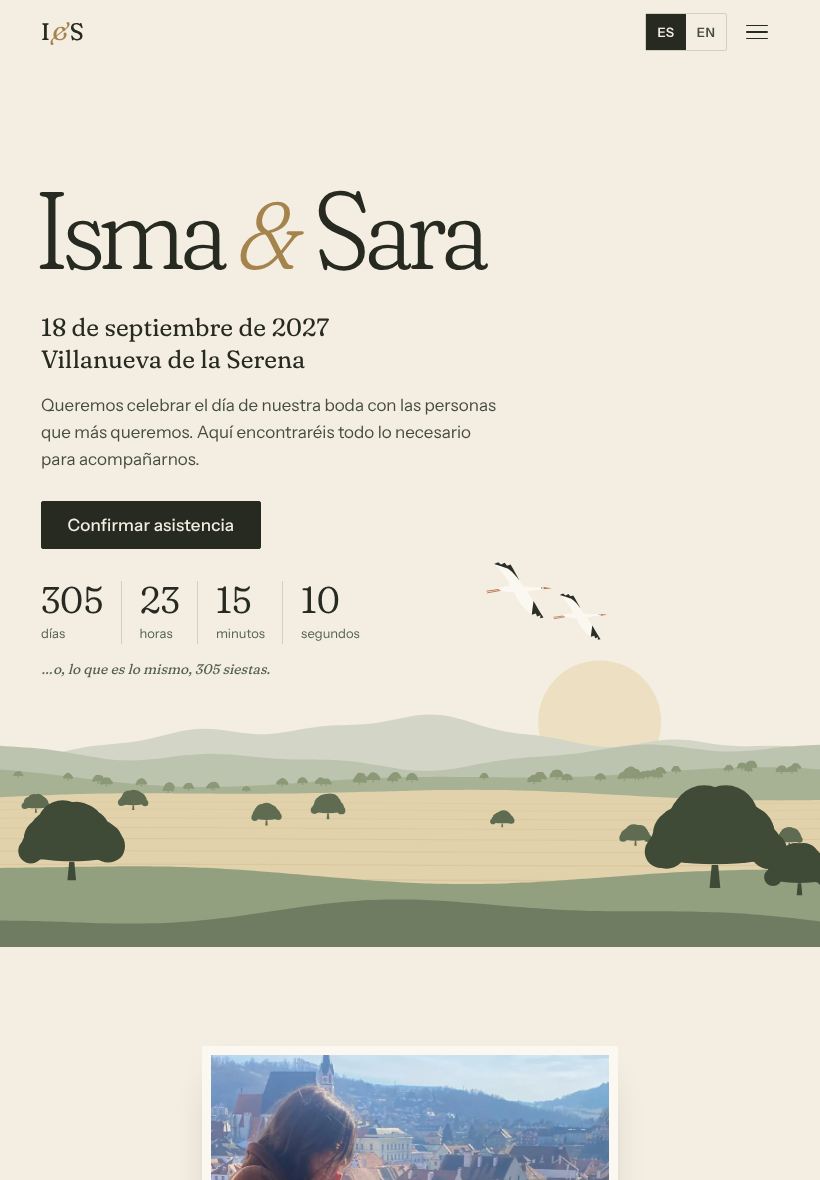 I&S
ES EN
Isma & Sara
18 de septiembre de 2027
Villanueva de la Serena
Queremos celebrar el día de nuestra boda con las personas
que más queremos. Aquí encontraréis todo lo necesario
para acompañarnos.
Confirmar asistencia
305 23 15 10
días horas minutos segundos
...o, lo que es lo mismo, 305 siestas.